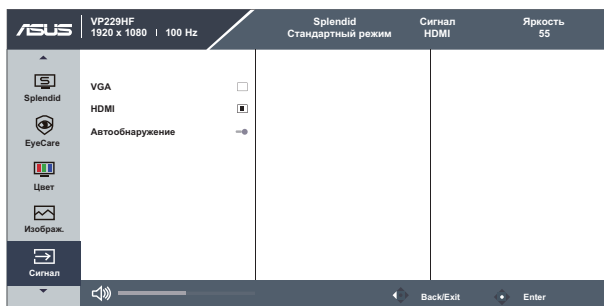 ASUS
VP229HF
1920 x 1080 | 100 Hz
Splendid
Стандартный режим
Сигнал
HDMI
Яркость
55
Splendid
EyeCare
Цвет
Изображ.
Сигнал
VGA
HDMI
Автообнаружение
Back/Exit
Enter